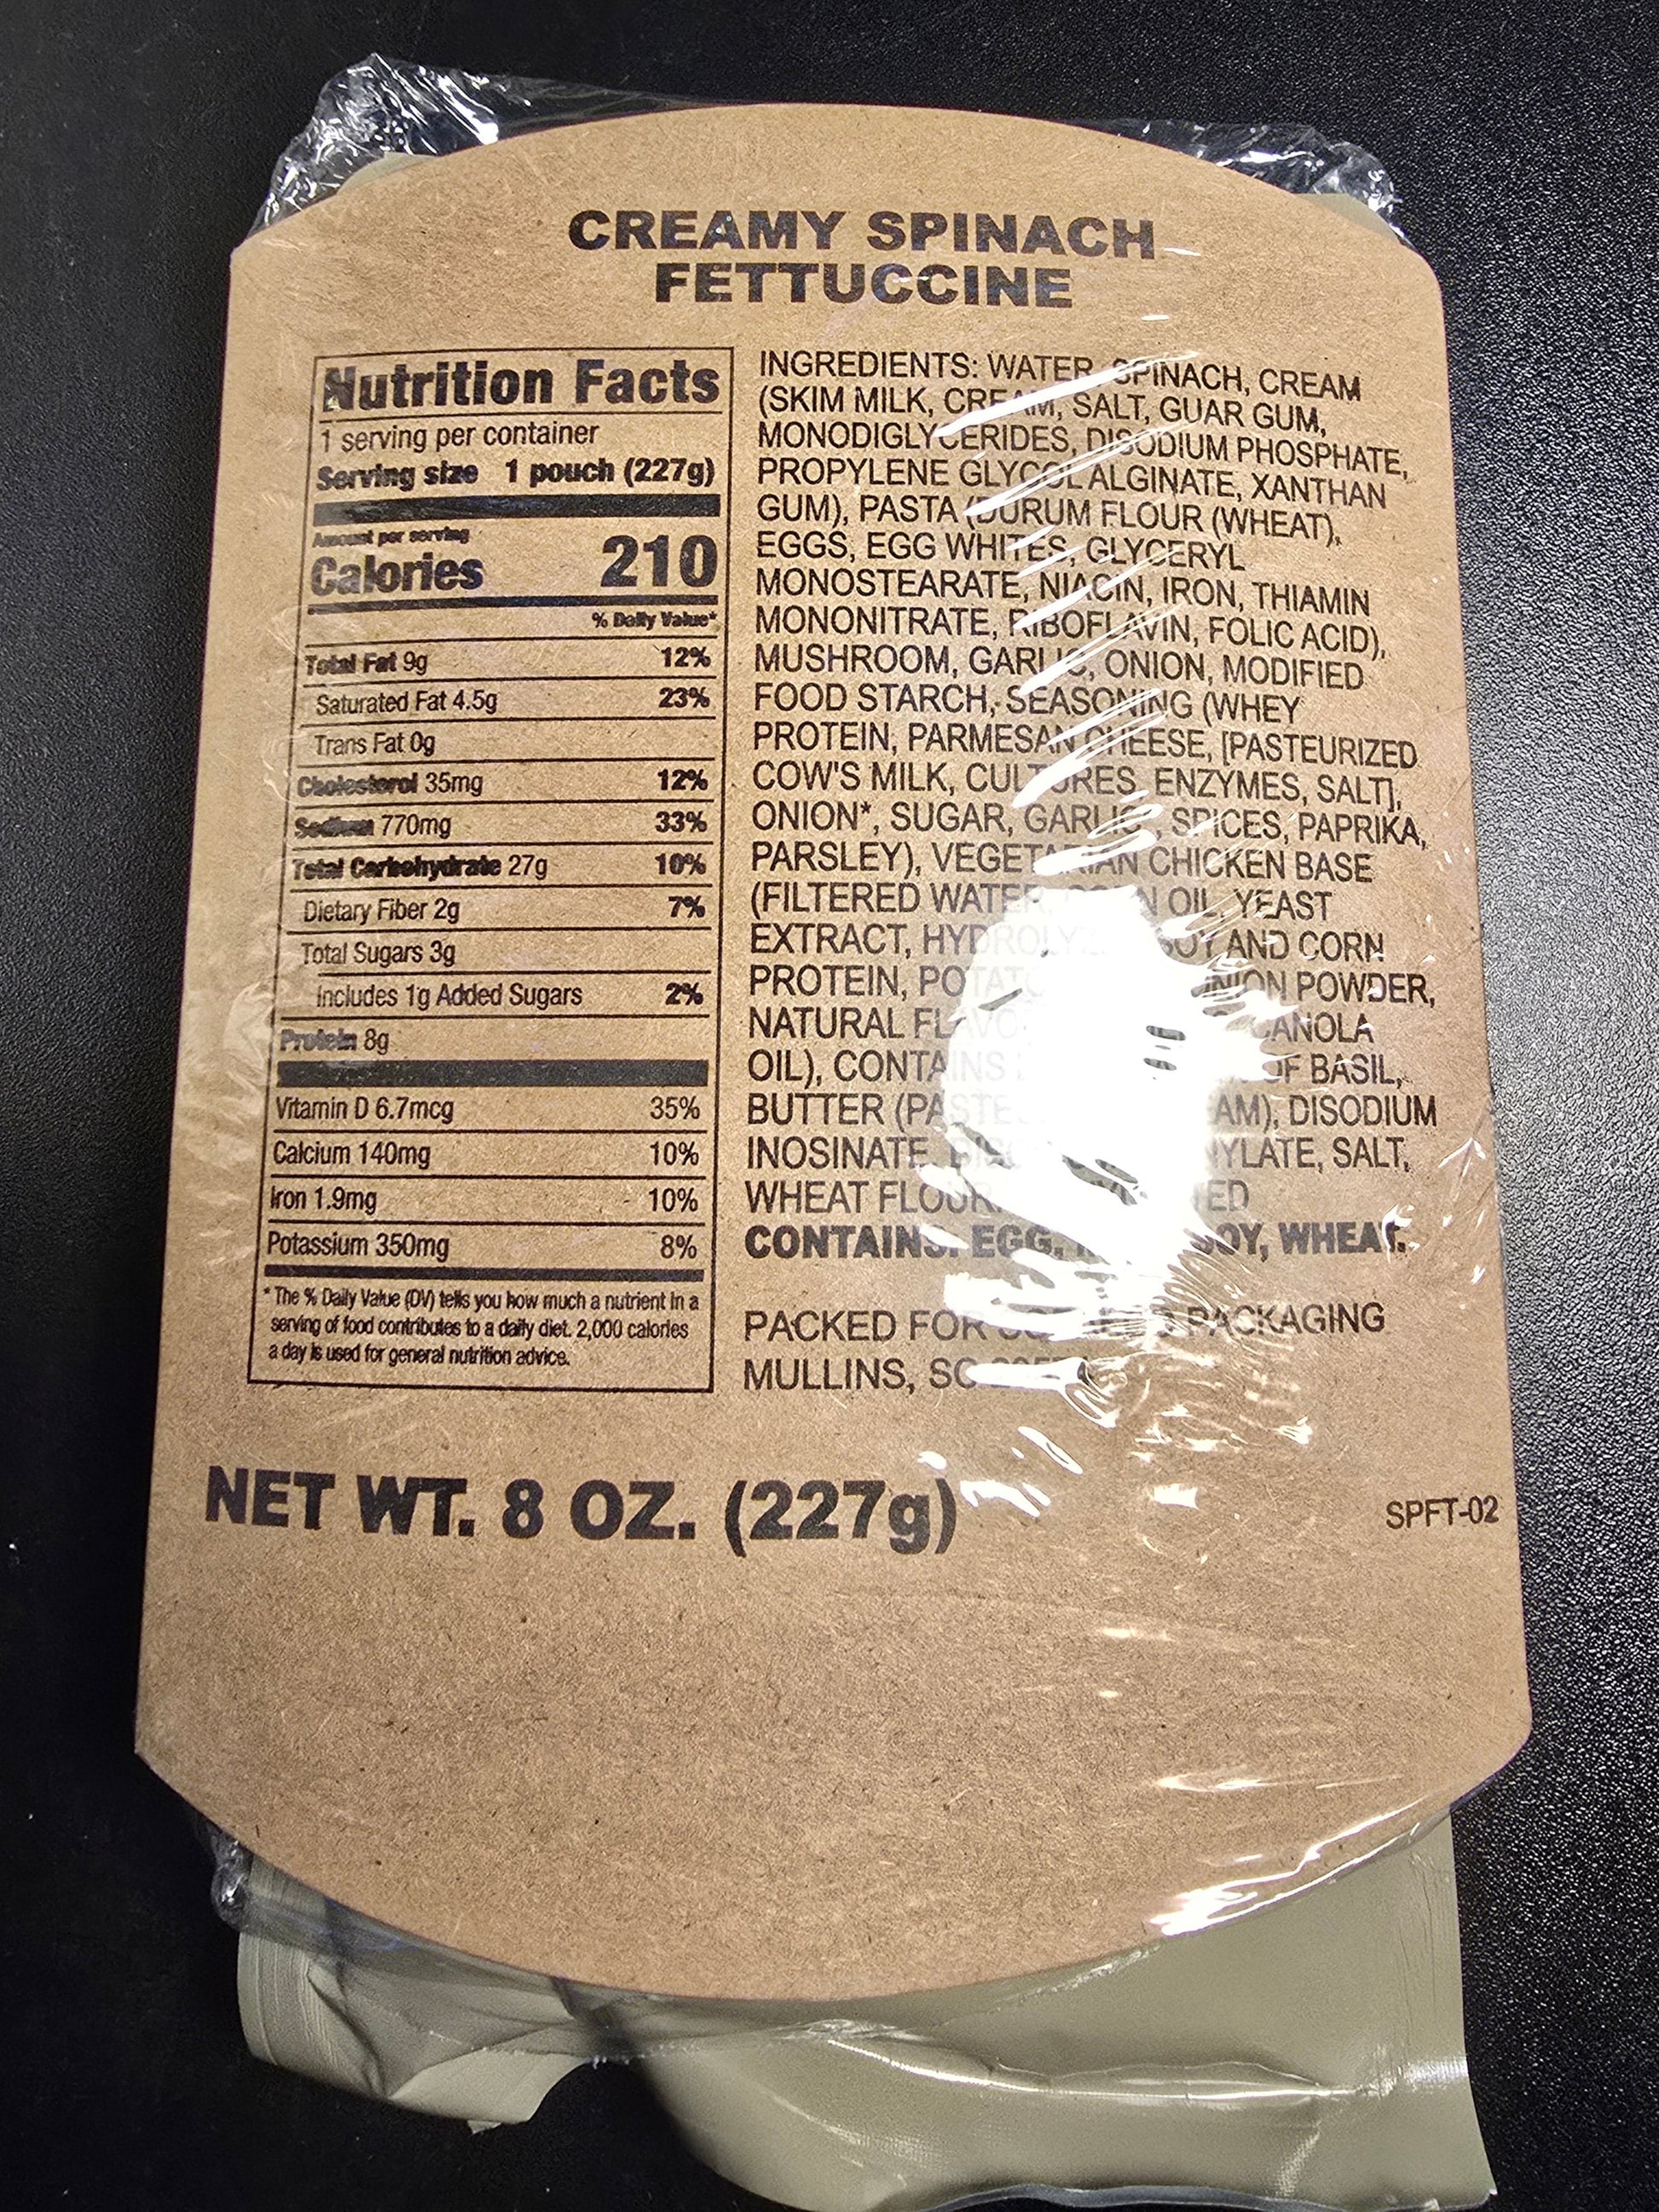 CREAMY SPINACH
FETTUCCINE
Nutrition Facts
1 serving per container
Serving size 1 pouch (227g)
Amount per serving
Calories 210
% Daily Value*
Total Fat 9g 12%
Saturated Fat 4.5g 23%
Trans Fat 0g
Cholesterol 35mg 12%
Sodium 770mg 33%
Total Carbohydrate 27g 10%
Dietary Fiber 2g 7%
Total Sugars 3g
Includes 1g Added Sugars 2%
Protein 8g
Vitamin D 6.7mcg 35%
Calcium 140mg 10%
Iron 1.9mg 10%
Potassium 350mg 8%
* The % Daily Value (DV) tells you how much a nutrient in a
serving of food contributes to a daily diet. 2,000 calories
a day is used for general nutrition advice.
INGREDIENTS: WATER, SPINACH, CREAM
(SKIM MILK, CREAM, SALT, GUAR GUM,
MONODIGLYCERIDES, DISODIUM PHOSPHATE,
PROPYLENE GLYCOL ALGINATE, XANTHAN
GUM), PASTA (DURUM FLOUR (WHEAT),
EGGS, EGG WHITES, GLYCERYL
MONOSTEARATE, NIACIN, IRON, THIAMIN
MONONITRATE, RIBOFLAVIN, FOLIC ACID),
MUSHROOM, GARLIC, ONION, MODIFIED
FOOD STARCH, SEASONING (WHEY
PROTEIN, PARMESAN CHEESE, [PASTEURIZED
COW'S MILK, CULTURES, ENZYMES, SALT],
ONION*, SUGAR, GARLIC, SPICES, PAPRIKA,
PARSLEY), VEGETARIAN CHICKEN BASE
(FILTERED WATER, OIL, YEAST
EXTRACT, SOY AND CORN
PROTEIN, ONION POWDER,
NATURAL CANOLA
OIL), CONTAINS OF BASIL,
BUTTER DISODIUM
INOSINATE, SALT,
WHEAT FLOUR,
CONTAINS: EGG, SOY, WHEAT.
PACKED FOR PACKAGING
MULLINS, SC
NET WT. 8 OZ. (227g)
SPFT-02